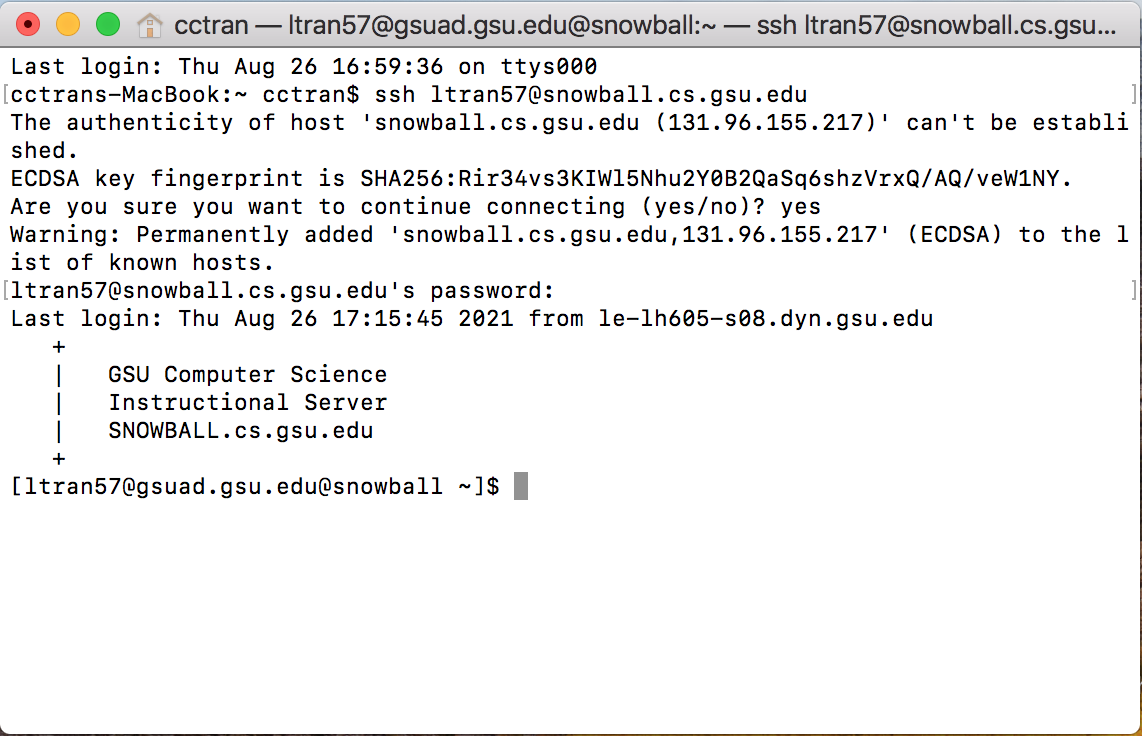 cctran — ltran57@gsuad.gsu.edu@snowball:~ — ssh ltran57@snowball.cs.gsu...
Last login: Thu Aug 26 16:59:36 on ttys000
[cctrans-MacBook:~ cctran$ ssh ltran57@snowball.cs.gsu.edu ]
The authenticity of host 'snowball.cs.gsu.edu (131.96.155.217)' can't be establi
shed.
ECDSA key fingerprint is SHA256:Rir34vs3KIWl5Nhu2Y0B2QaSq6shzVrxQ/AQ/veW1NY.
Are you sure you want to continue connecting (yes/no)? yes
Warning: Permanently added 'snowball.cs.gsu.edu,131.96.155.217' (ECDSA) to the l
ist of known hosts.
[ltran57@snowball.cs.gsu.edu's password: ]
Last login: Thu Aug 26 17:15:45 2021 from le-lh605-s08.dyn.gsu.edu
+
| GSU Computer Science
| Instructional Server
| SNOWBALL.cs.gsu.edu
+
[ltran57@gsuad.gsu.edu@snowball ~]$